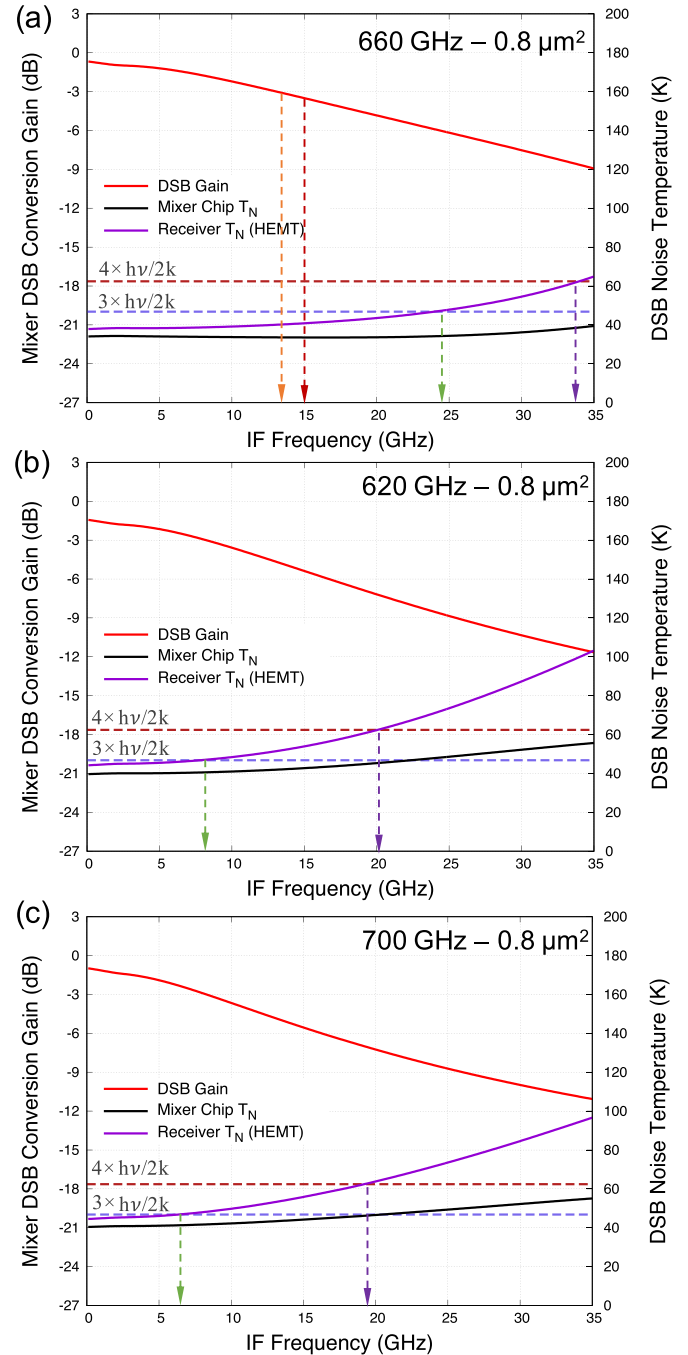 (a)
660 GHz – 0.8 µm²
3
0
-3
-6
-9
-12
-15
-18
-21
-24
-27
Mixer DSB Conversion Gain (dB)
200
180
160
140
120
100
80
60
40
20
0
DSB Noise Temperature (K)
DSB Gain
Mixer Chip T_N
Receiver T_N (HEMT)
4×hν/2k
3×hν/2k
0 5 10 15 20 25 30 35
IF Frequency (GHz)
(b)
620 GHz – 0.8 µm²
3
0
-3
-6
-9
-12
-15
-18
-21
-24
-27
Mixer DSB Conversion Gain (dB)
200
180
160
140
120
100
80
60
40
20
0
DSB Noise Temperature (K)
DSB Gain
Mixer Chip T_N
Receiver T_N (HEMT)
4×hν/2k
3×hν/2k
0 5 10 15 20 25 30 35
IF Frequency (GHz)
(c)
700 GHz – 0.8 µm²
3
0
-3
-6
-9
-12
-15
-18
-21
-24
-27
Mixer DSB Conversion Gain (dB)
200
180
160
140
120
100
80
60
40
20
0
DSB Noise Temperature (K)
DSB Gain
Mixer Chip T_N
Receiver T_N (HEMT)
4×hν/2k
3×hν/2k
0 5 10 15 20 25 30 35
IF Frequency (GHz)